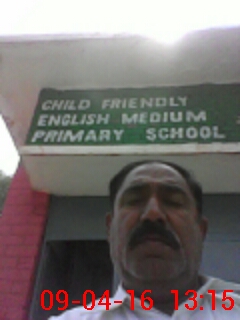 CHILD FRIENDLY
ENGLISH MEDIUM
PRIMARY SCHOOL
09-04-16 13:15